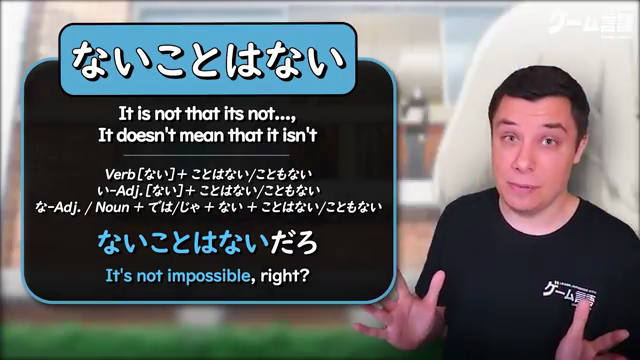 ないことはない
It is not that its not...,
It doesn't mean that it isn't
Verb [ない] + ことはない/こともない
い-Adj. [ない] + ことはない/こともない
な-Adj. / Noun + では/じゃ + ない + ことはない/こともない
ないことはないだろ
It's not impossible, right?
ゲーム言語
ゲーム言語